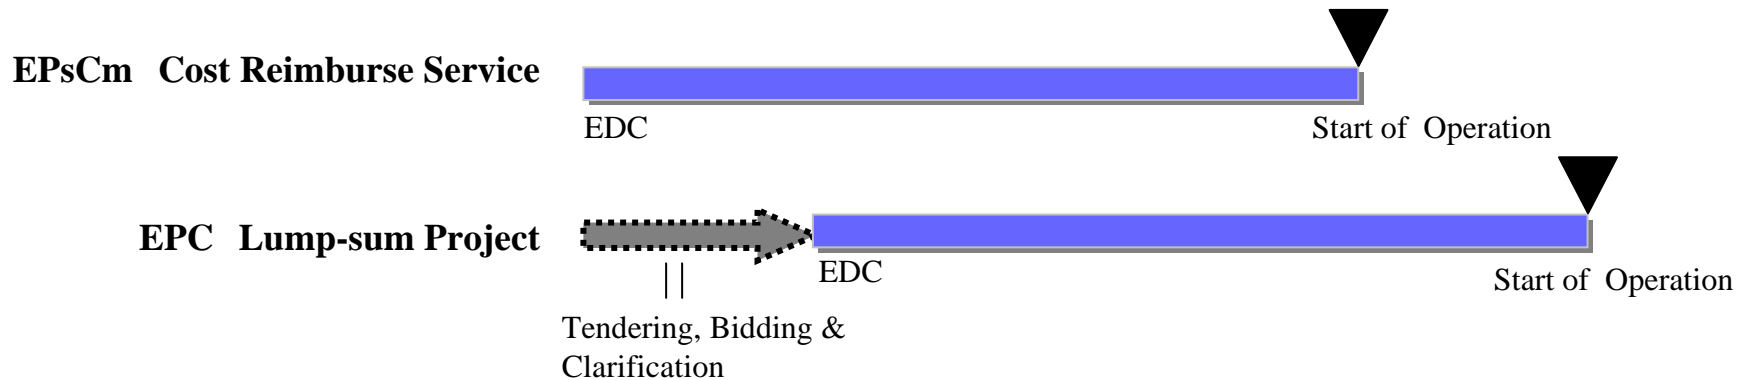 EPsCm Cost Reimburse Service
EDC
Start of Operation
EPC Lump-sum Project
EDC
Start of Operation
Tendering, Bidding &
Clarification